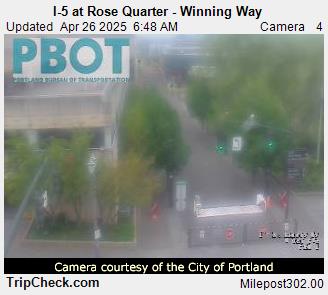 I-5 at Rose Quarter - Winning Way
Updated Apr 26 2025 6:48 AM Camera 4
PBOT
PORTLAND BUREAU OF TRANSPORTATION
Camera courtesy of the City of Portland
TripCheck.com Milepost302.00